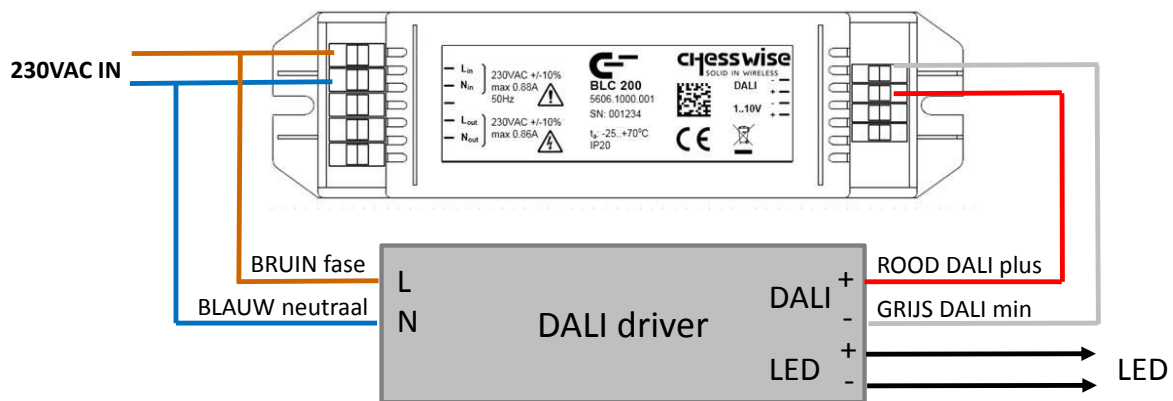 230VAC IN
Lin
Nin
230VAC +/-10%
max 0.88A
50Hz
Lout
Nout
230VAC +/-10%
max 0.86A
BLC 200
5606.1000.001
SN: 001234
ta: -25..+70°C
IP20
CHESSWISE
SOLID IN WIRELESS
DALI
-
+
1..10V
-
+
CE
BRUIN fase
BLAUW neutraal
L
N
DALI driver
DALI
+
-
LED
+
-
ROOD DALI plus
GRIJS DALI min
LED